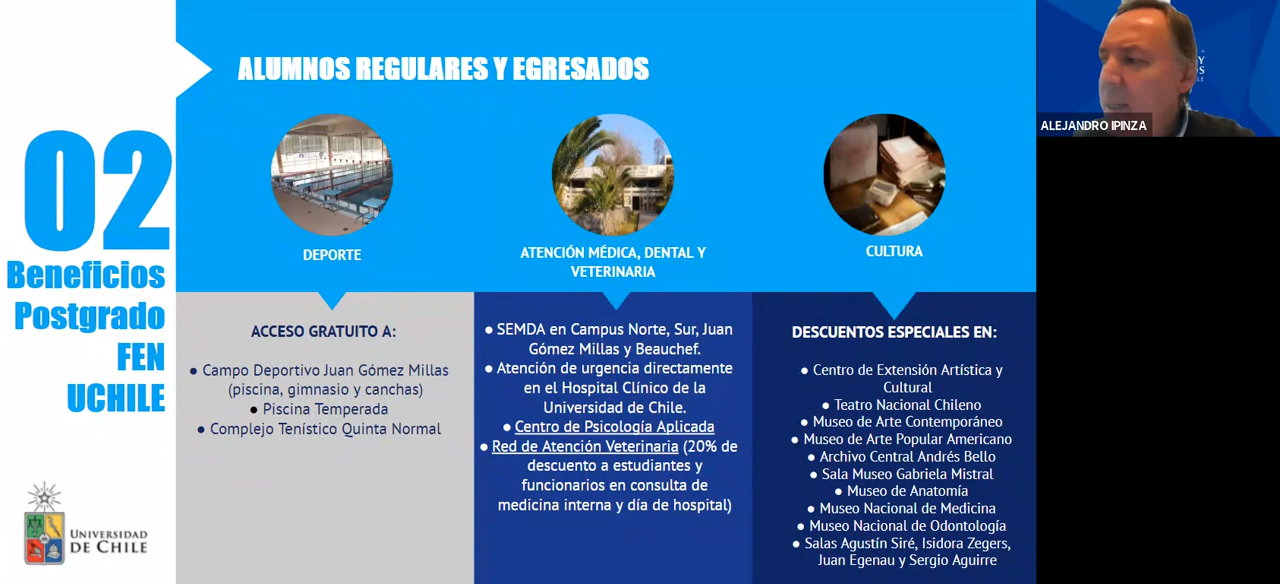 ALUMNOS REGULARES Y EGRESADOS
02
Beneficios
Postgrado
FEN
UCHILE
UNIVERSIDAD
DE CHILE
DEPORTE
ACCESO GRATUITO A:
● Campo Deportivo Juan Gómez Millas
(piscina, gimnasio y canchas)
● Piscina Temperada
● Complejo Tenístico Quinta Normal
ATENCIÓN MÉDICA, DENTAL Y
VETERINARIA
● SEMDA en Campus Norte, Sur, Juan
Gómez Millas y Beauchef.
● Atención de urgencia directamente
en el Hospital Clínico de la
Universidad de Chile.
● Centro de Psicología Aplicada
● Red de Atención Veterinaria (20% de
descuento a estudiantes y
funcionarios en consulta de
medicina interna y día de hospital)
CULTURA
DESCUENTOS ESPECIALES EN:
● Centro de Extensión Artística y
Cultural
● Teatro Nacional Chileno
● Museo de Arte Contemporáneo
● Museo de Arte Popular Americano
● Archivo Central Andrés Bello
● Sala Museo Gabriela Mistral
● Museo de Anatomía
● Museo Nacional de Medicina
● Museo Nacional de Odontología
● Salas Agustín Siré, Isidora Zegers,
Juan Egenau y Sergio Aguirre
ALEJANDRO IPINZA